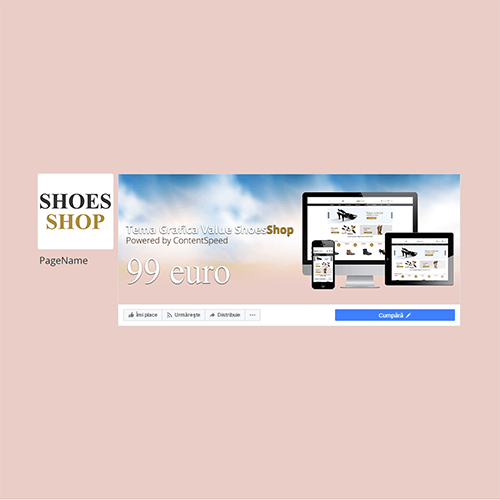 SHOES
SHOP
PageName
Tema Grafica Value ShoesShop
Powered by ContentSpeed
99 euro
Îmi place
Urmărește
Distribuie
Cumpără